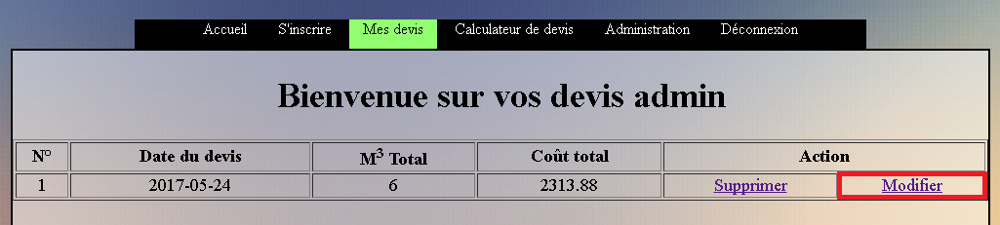 Accueil S'inscrire Mes devis Calculateur de devis Administration Déconnexion
Bienvenue sur vos devis admin
N° Date du devis M³ Total Coût total Action
1 2017-05-24 6 2313.88 Supprimer Modifier